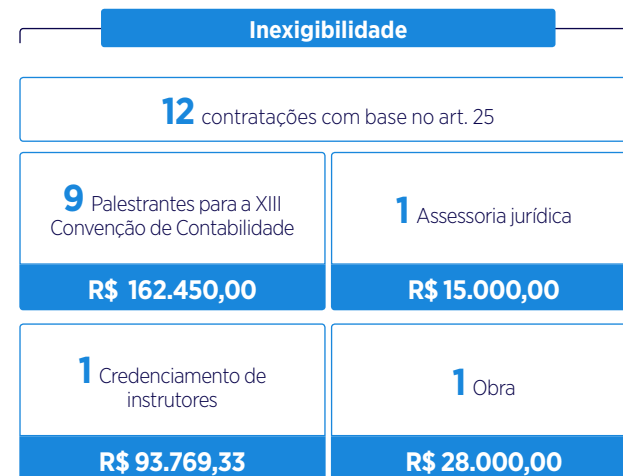 Inexigibilidade
12 contratações com base no art. 25
9 Palestrantes para a XIII
Convenção de Contabilidade
R$ 162.450,00
1 Assessoria jurídica
R$ 15.000,00
1 Credenciamento de
instrutores
R$ 93.769,33
1 Obra
R$ 28.000,00